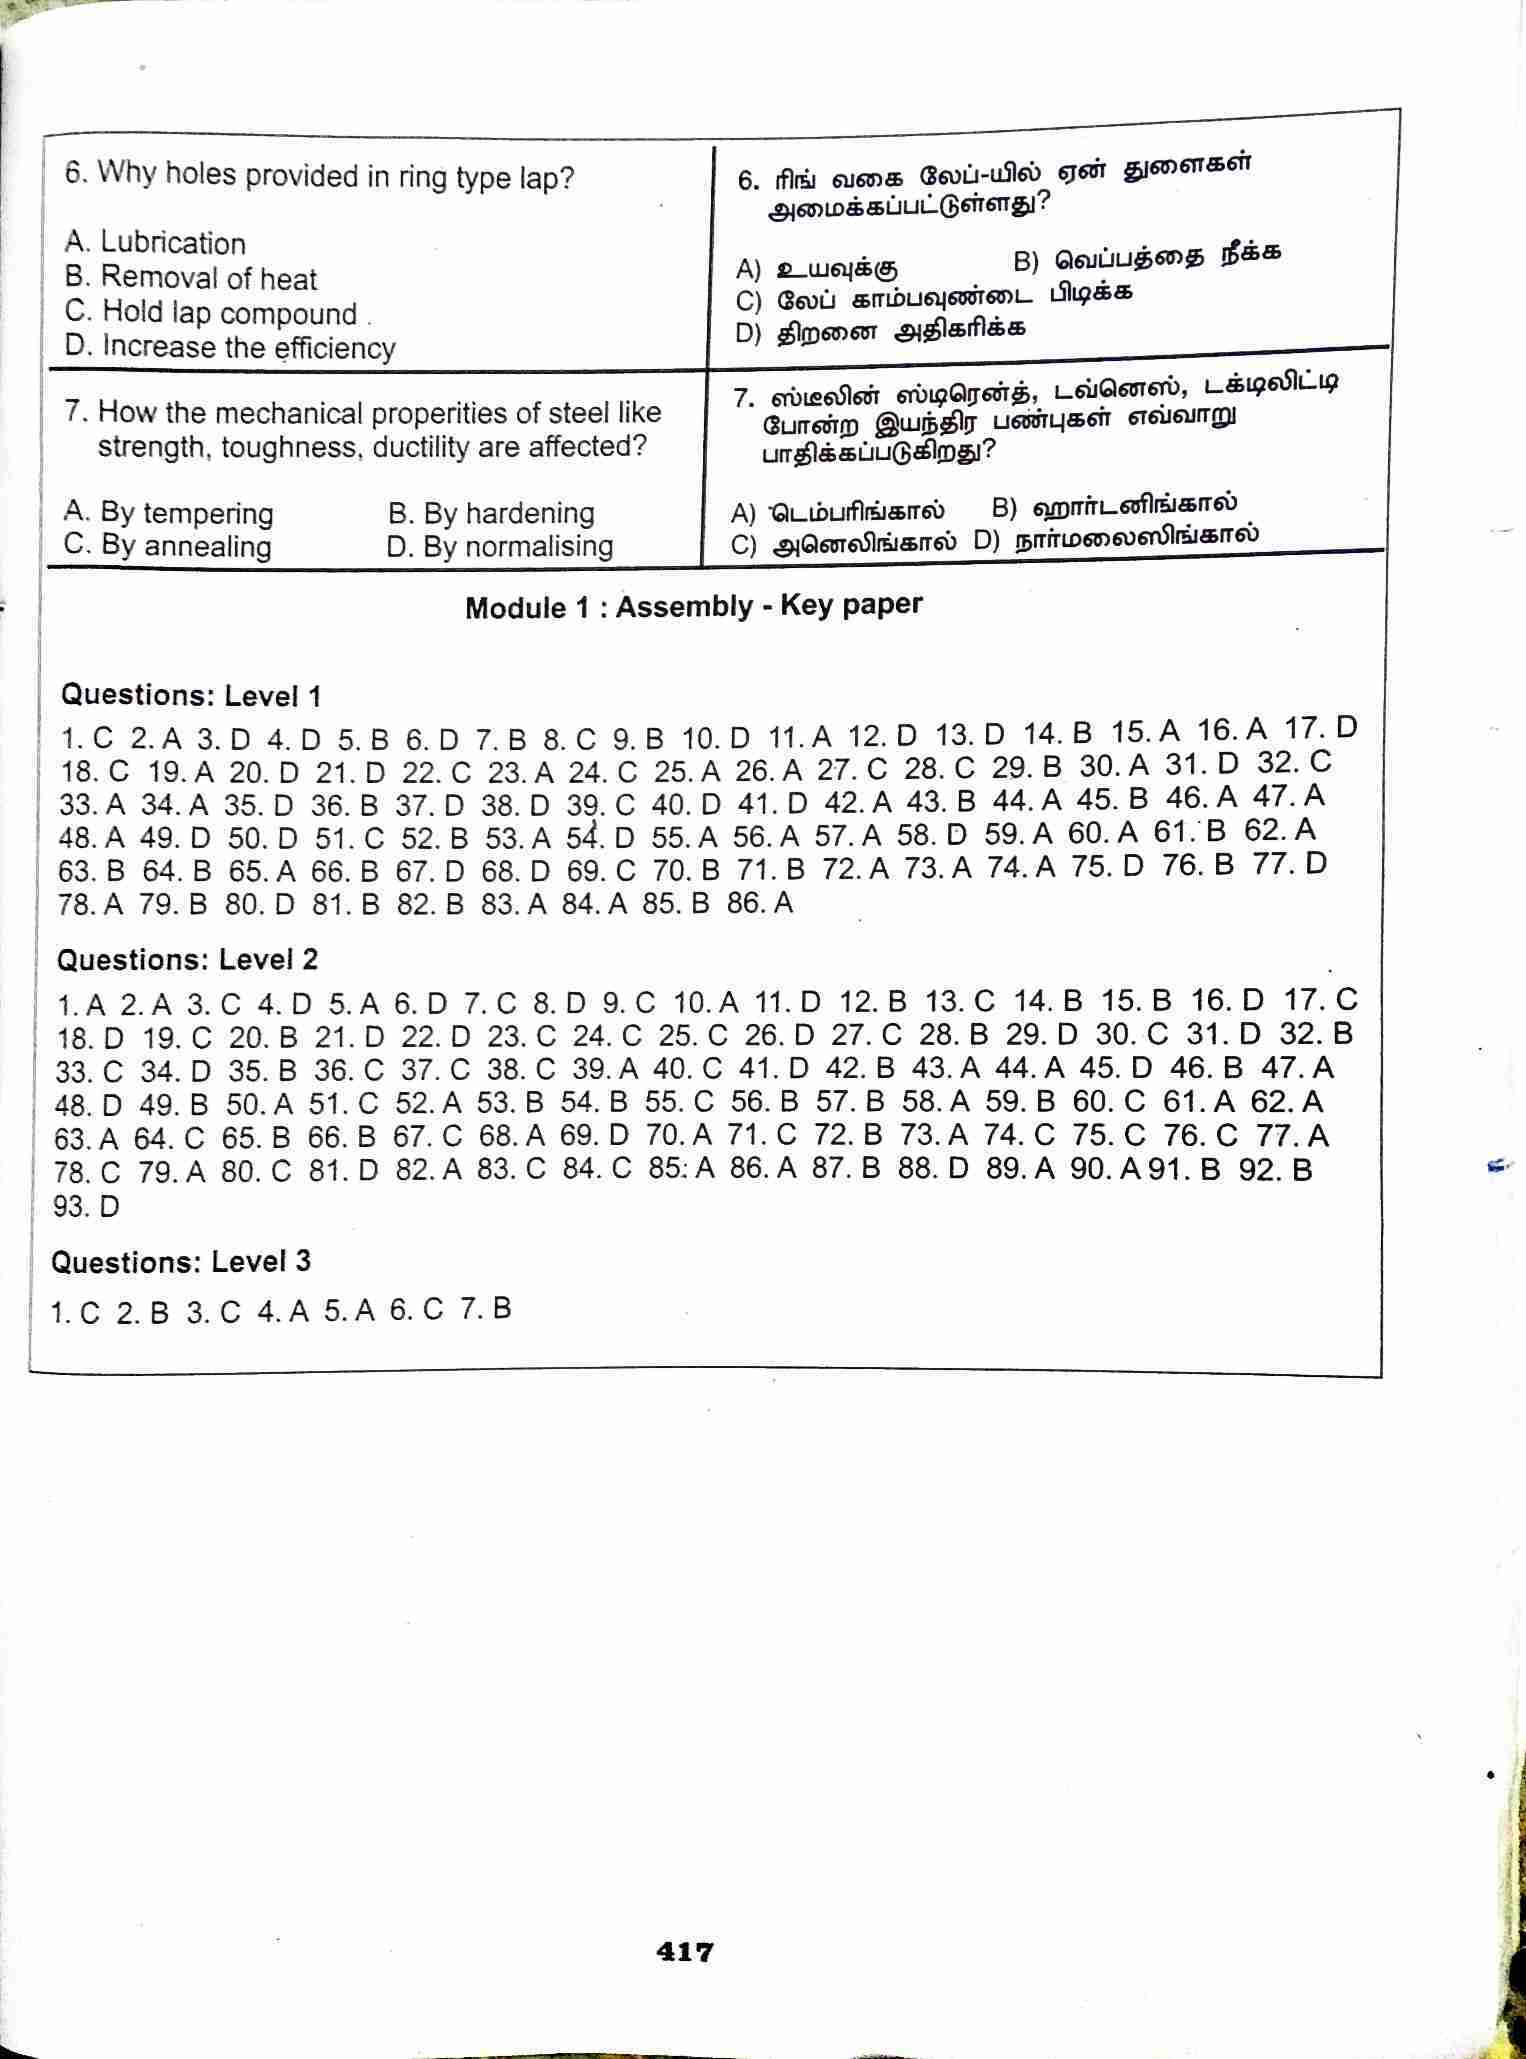 6. Why holes provided in ring type lap?
A. Lubrication
B. Removal of heat
C. Hold lap compound
D. Increase the efficiency
6. ரிங் வகை லேப்-யில் ஏன் துளைகள்
அமைக்கப்பட்டுள்ளது?
A) உயவுக்கு B) வெப்பத்தை நீக்க
C) லேப் காம்பவுண்டை பிடிக்க
D) திறனை அதிகரிக்க
7. How the mechanical properities of steel like
strength, toughness, ductility are affected?
A. By tempering B. By hardening
C. By annealing D. By normalising
7. ஸ்டீலின் ஸ்டிரென்த், டவ்னெஸ், டக்டிலிட்டி
போன்ற இயந்திர பண்புகள் எவ்வாறு
பாதிக்கப்படுகிறது?
A) டெம்பரிங்கால் B) ஹார்டனிங்கால்
C) அனெலிங்கால் D) நார்மலைஸிங்கால்
Module 1 : Assembly - Key paper
Questions: Level 1
1. C 2. A 3. D 4. D 5. B 6. D 7. B 8. C 9. B 10. D 11. A 12. D 13. D 14. B 15. A 16. A 17. D
18. C 19. A 20. D 21. D 22. C 23. A 24. C 25. A 26. A 27. C 28. C 29. B 30. A 31. D 32. C
33. A 34. A 35. D 36. B 37. D 38. D 39. C 40. D 41. D 42. A 43. B 44. A 45. B 46. A 47. A
48. A 49. D 50. D 51. C 52. B 53. A 54. D 55. A 56. A 57. A 58. D 59. A 60. A 61. B 62. A
63. B 64. B 65. A 66. B 67. D 68. D 69. C 70. B 71. B 72. A 73. A 74. A 75. D 76. B 77. D
78. A 79. B 80. D 81. B 82. B 83. A 84. A 85. B 86. A
Questions: Level 2
1. A 2. A 3. C 4. D 5. A 6. D 7. C 8. D 9. C 10. A 11. D 12. B 13. C 14. B 15. B 16. D 17. C
18. D 19. C 20. B 21. D 22. D 23. C 24. C 25. C 26. D 27. C 28. B 29. D 30. C 31. D 32. B
33. C 34. D 35. B 36. C 37. C 38. C 39. A 40. C 41. D 42. B 43. A 44. A 45. D 46. B 47. A
48. D 49. B 50. A 51. C 52. A 53. B 54. B 55. C 56. B 57. B 58. A 59. B 60. C 61. A 62. A
63. A 64. C 65. B 66. B 67. C 68. A 69. D 70. A 71. C 72. B 73. A 74. C 75. C 76. C 77. A
78. C 79. A 80. C 81. D 82. A 83. C 84. C 85. A 86. A 87. B 88. D 89. A 90. A 91. B 92. B
93. D
Questions: Level 3
1. C 2. B 3. C 4. A 5. A 6. C 7. B
417